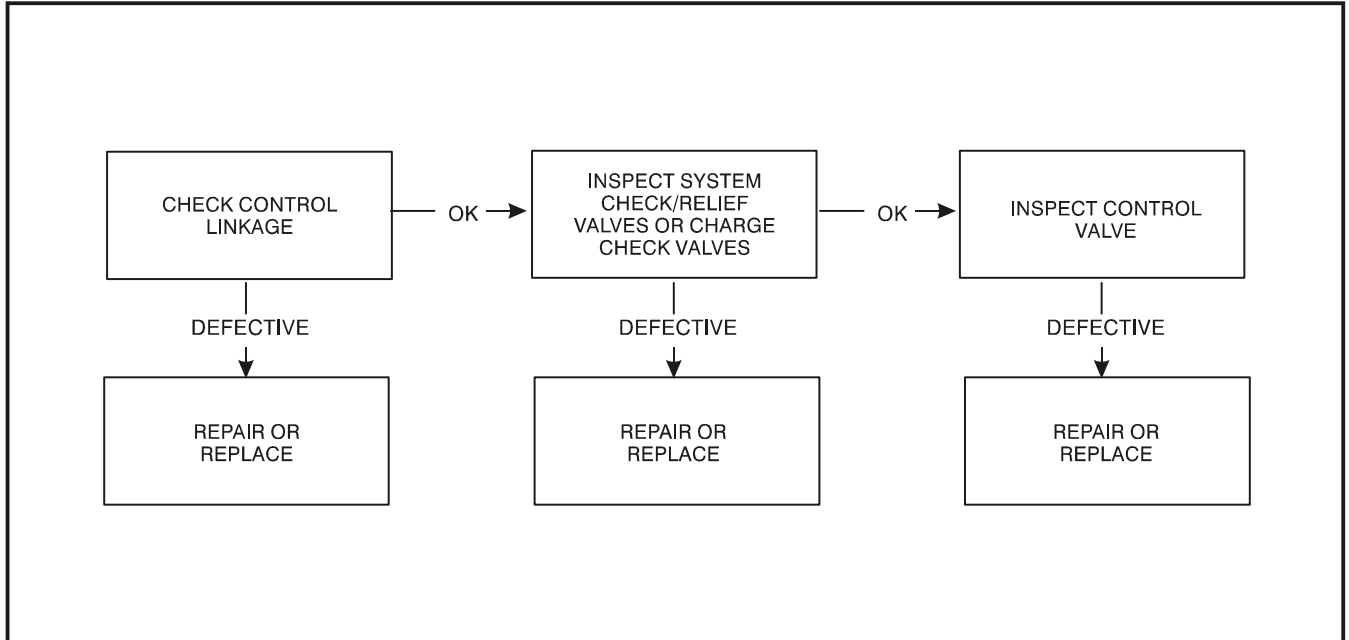 CHECK CONTROL
LINKAGE
OK
INSPECT SYSTEM
CHECK/RELIEF
VALVES OR CHARGE
CHECK VALVES
OK
INSPECT CONTROL
VALVE
DEFECTIVE
DEFECTIVE
DEFECTIVE
REPAIR OR
REPLACE
REPAIR OR
REPLACE
REPAIR OR
REPLACE